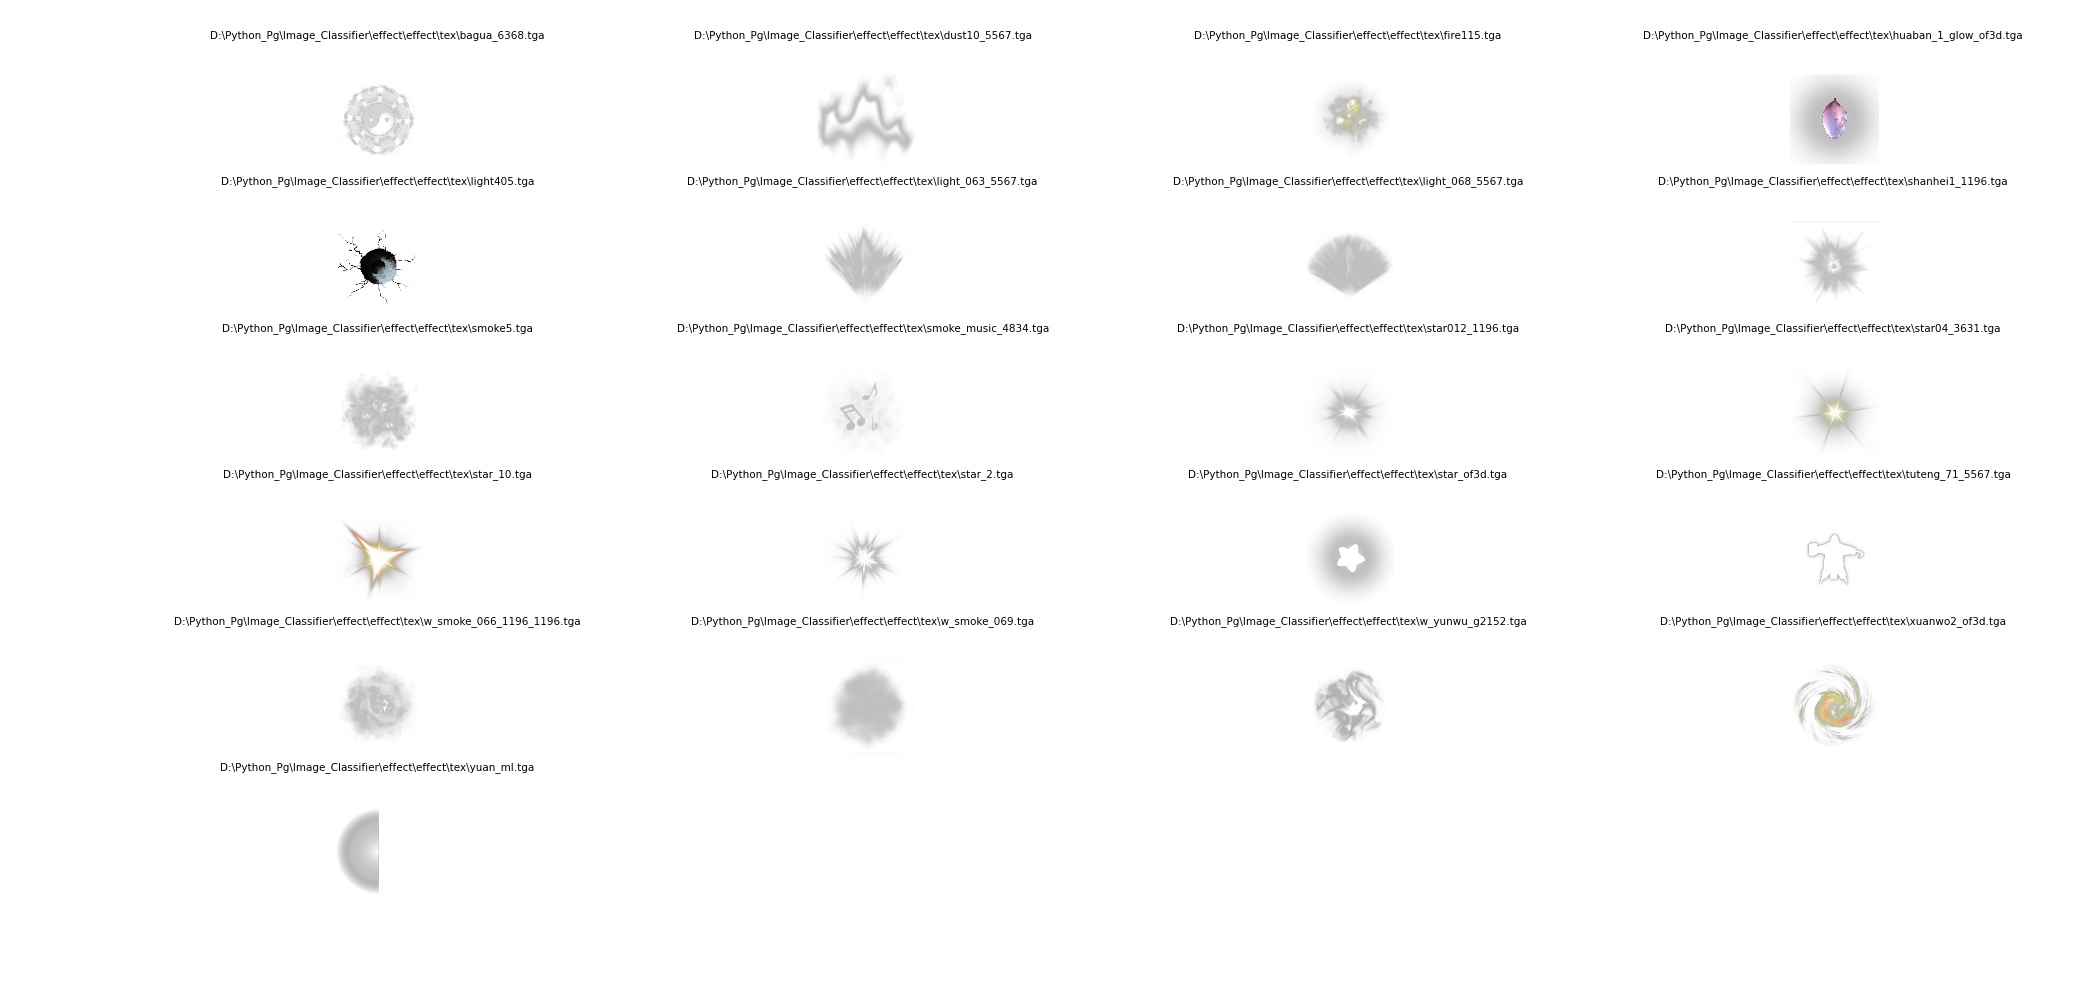 D:\Python_Pg\Image_Classifier\effect\effect\tex\bagua_6368.tga
D:\Python_Pg\Image_Classifier\effect\effect\tex\dust10_5567.tga
D:\Python_Pg\Image_Classifier\effect\effect\tex\fire115.tga
D:\Python_Pg\Image_Classifier\effect\effect\tex\huaban_1_glow_of3d.tga
D:\Python_Pg\Image_Classifier\effect\effect\tex\light405.tga
D:\Python_Pg\Image_Classifier\effect\effect\tex\light_063_5567.tga
D:\Python_Pg\Image_Classifier\effect\effect\tex\light_068_5567.tga
D:\Python_Pg\Image_Classifier\effect\effect\tex\shanhei1_1196.tga
D:\Python_Pg\Image_Classifier\effect\effect\tex\smoke5.tga
D:\Python_Pg\Image_Classifier\effect\effect\tex\smoke_music_4834.tga
D:\Python_Pg\Image_Classifier\effect\effect\tex\star012_1196.tga
D:\Python_Pg\Image_Classifier\effect\effect\tex\star04_3631.tga
D:\Python_Pg\Image_Classifier\effect\effect\tex\star_10.tga
D:\Python_Pg\Image_Classifier\effect\effect\tex\star_2.tga
D:\Python_Pg\Image_Classifier\effect\effect\tex\star_of3d.tga
D:\Python_Pg\Image_Classifier\effect\effect\tex\tuteng_71_5567.tga
D:\Python_Pg\Image_Classifier\effect\effect\tex\w_smoke_066_1196_1196.tga
D:\Python_Pg\Image_Classifier\effect\effect\tex\w_smoke_069.tga
D:\Python_Pg\Image_Classifier\effect\effect\tex\w_yunwu_g2152.tga
D:\Python_Pg\Image_Classifier\effect\effect\tex\xuanwo2_of3d.tga
D:\Python_Pg\Image_Classifier\effect\effect\tex\yuan_ml.tga